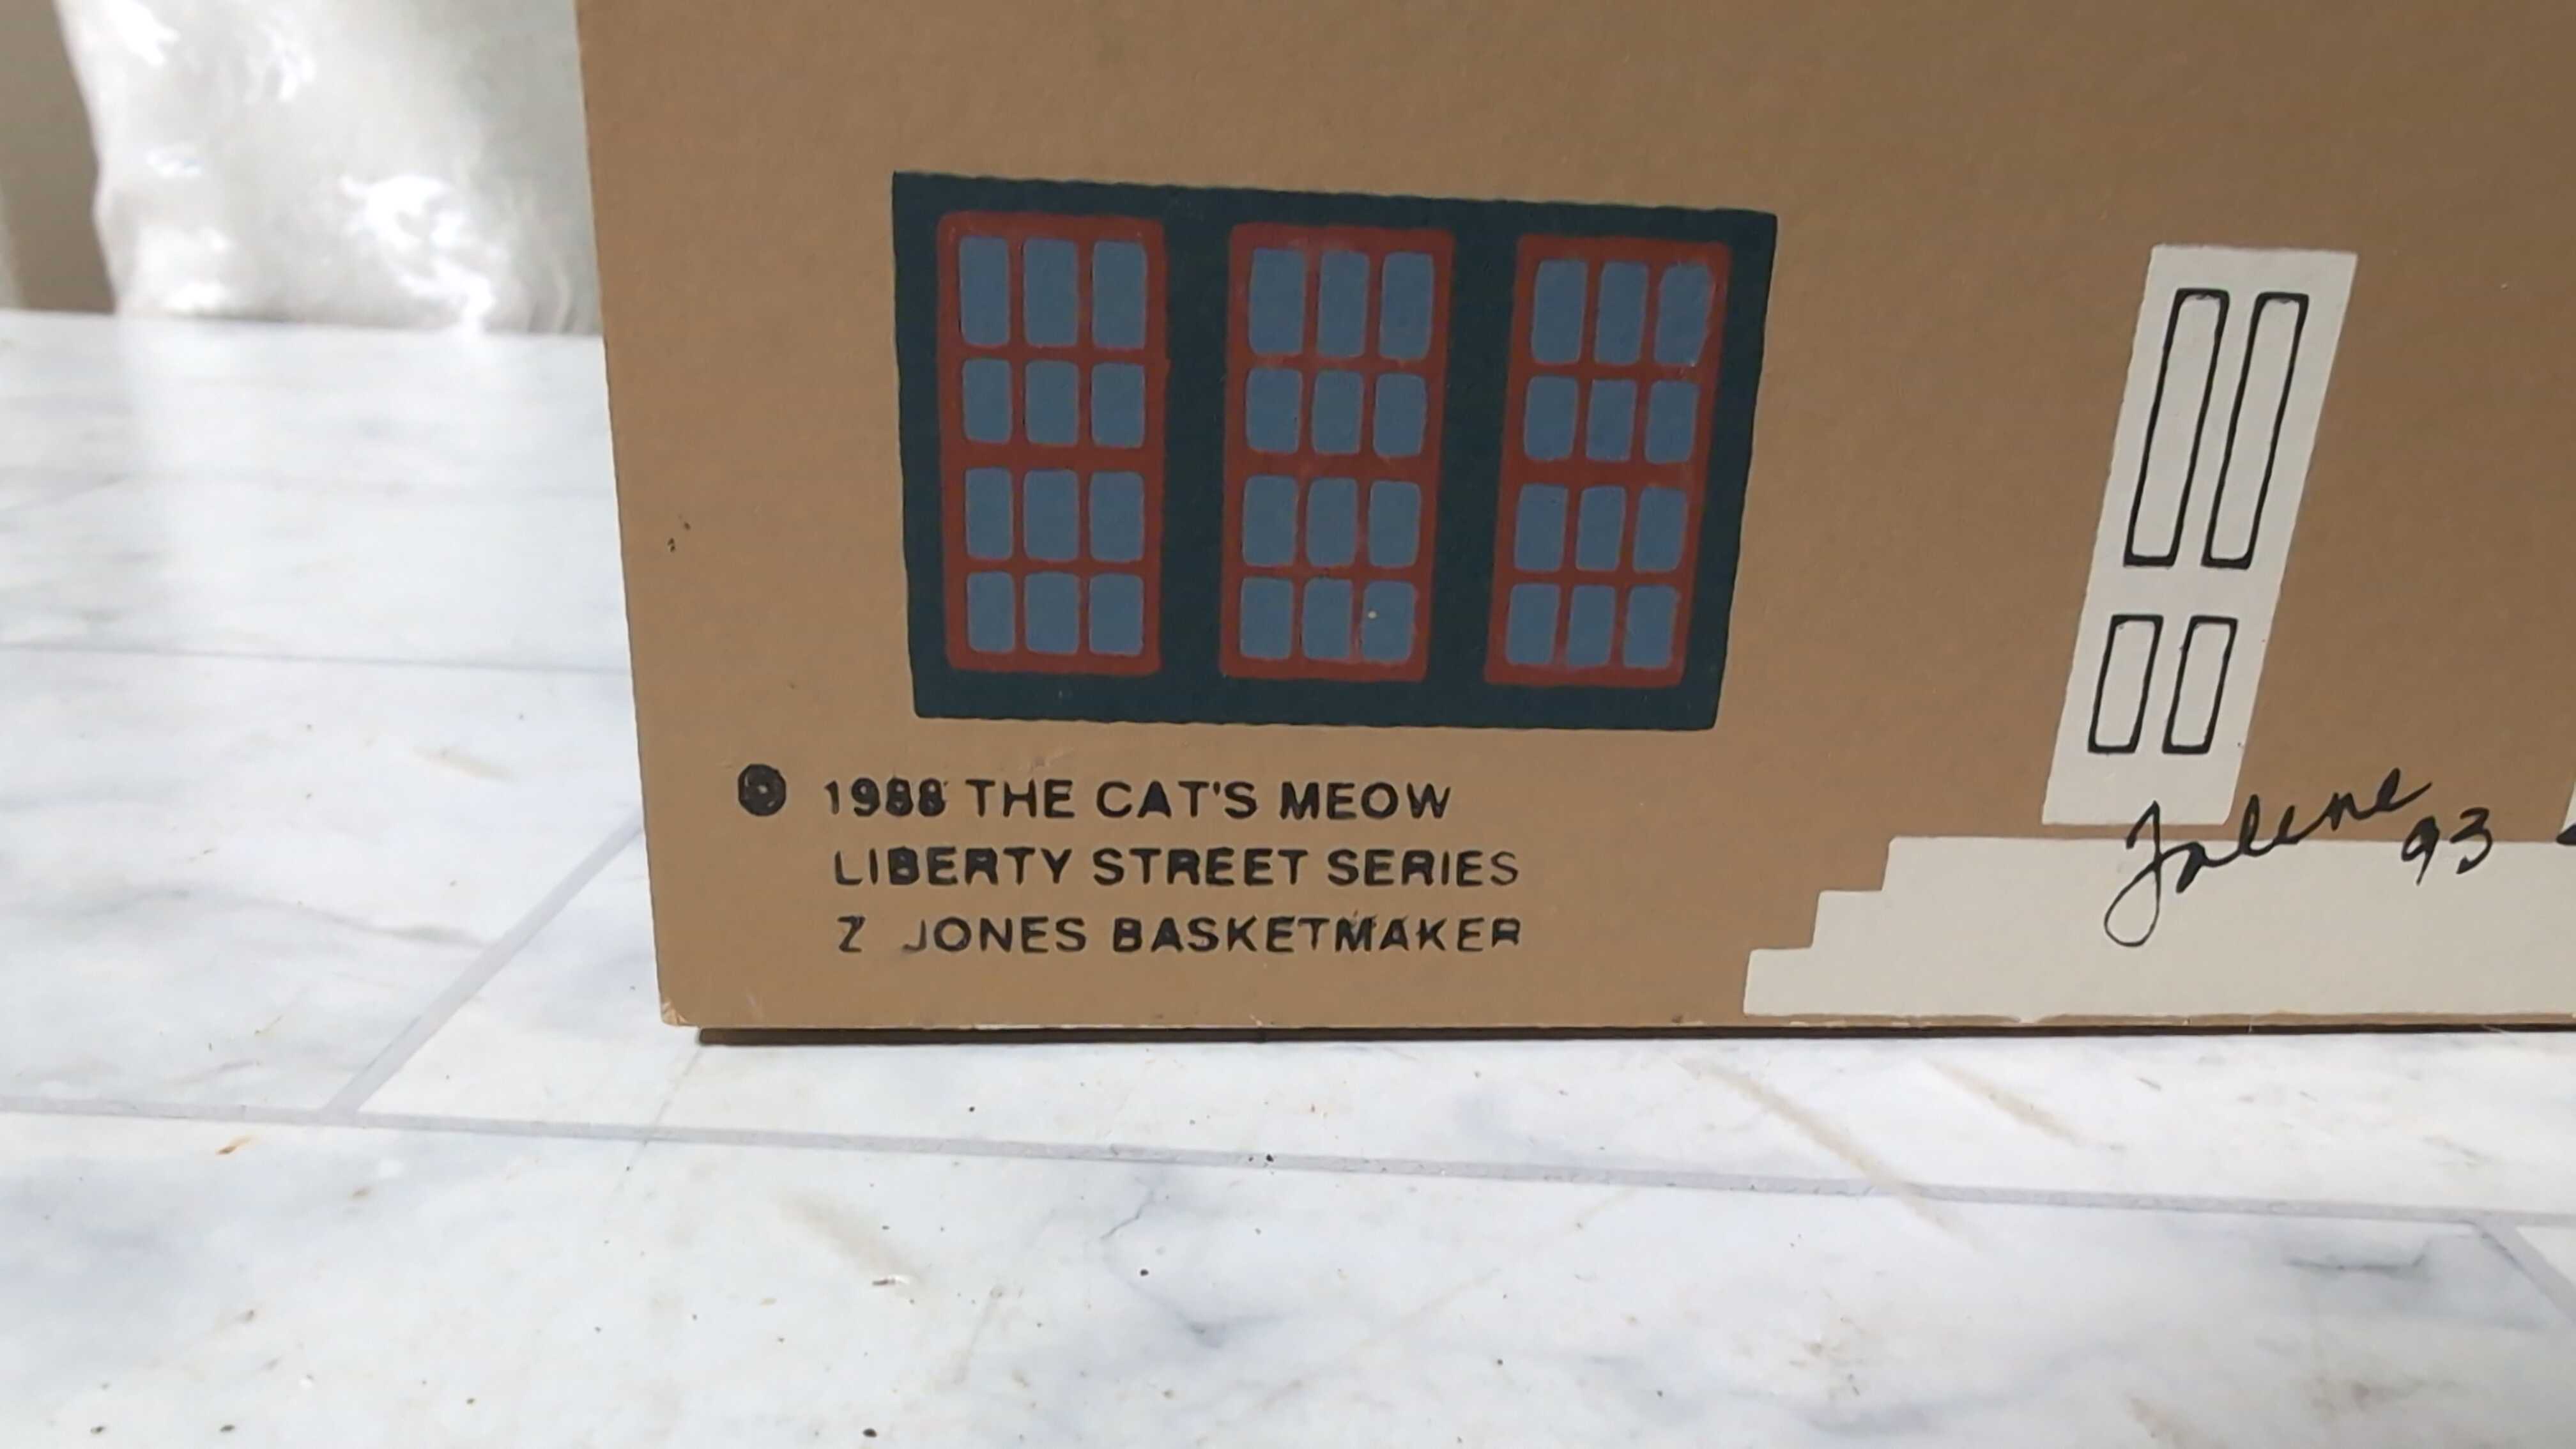 © 1988 THE CAT'S MEOW
LIBERTY STREET SERIES
Z JONES BASKETMAKER
Jalene
93